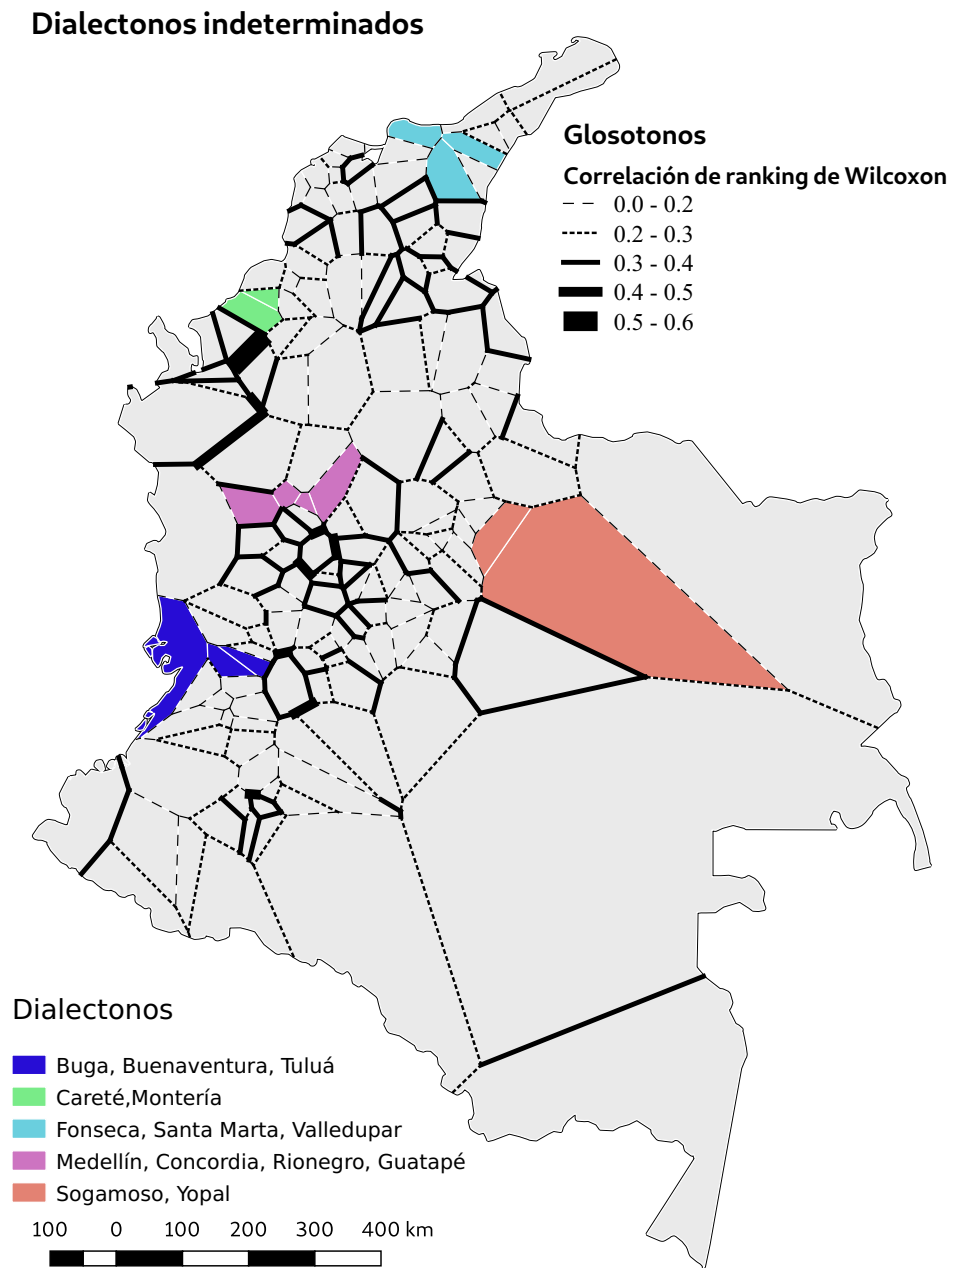 Dialectonos indeterminados
Glosotonos
Correlación de ranking de Wilcoxon
0.0 - 0.2
0.2 - 0.3
0.3 - 0.4
0.4 - 0.5
0.5 - 0.6
Dialectonos
Buga, Buenaventura, Tuluá
Careté,Montería
Fonseca, Santa Marta, Valledupar
Medellín, Concordia, Rionegro, Guatapé
Sogamoso, Yopal
100 0 100 200 300 400 km